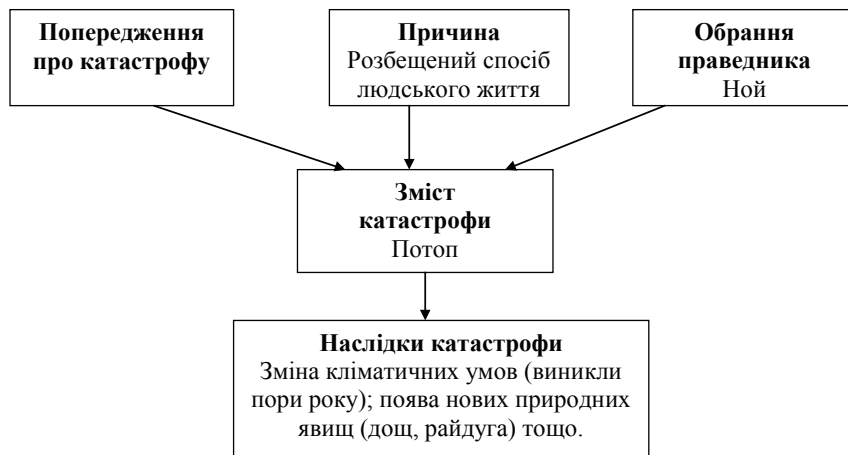 Попередження
про катастрофу
Причина
Розбещений спосіб
людського життя
Обрання
праведника
Ной
Зміст
катастрофи
Потоп
Наслідки катастрофи
Зміна кліматичних умов (виникли
пори року); поява нових природних
явищ (дощ, райдуга) тощо.